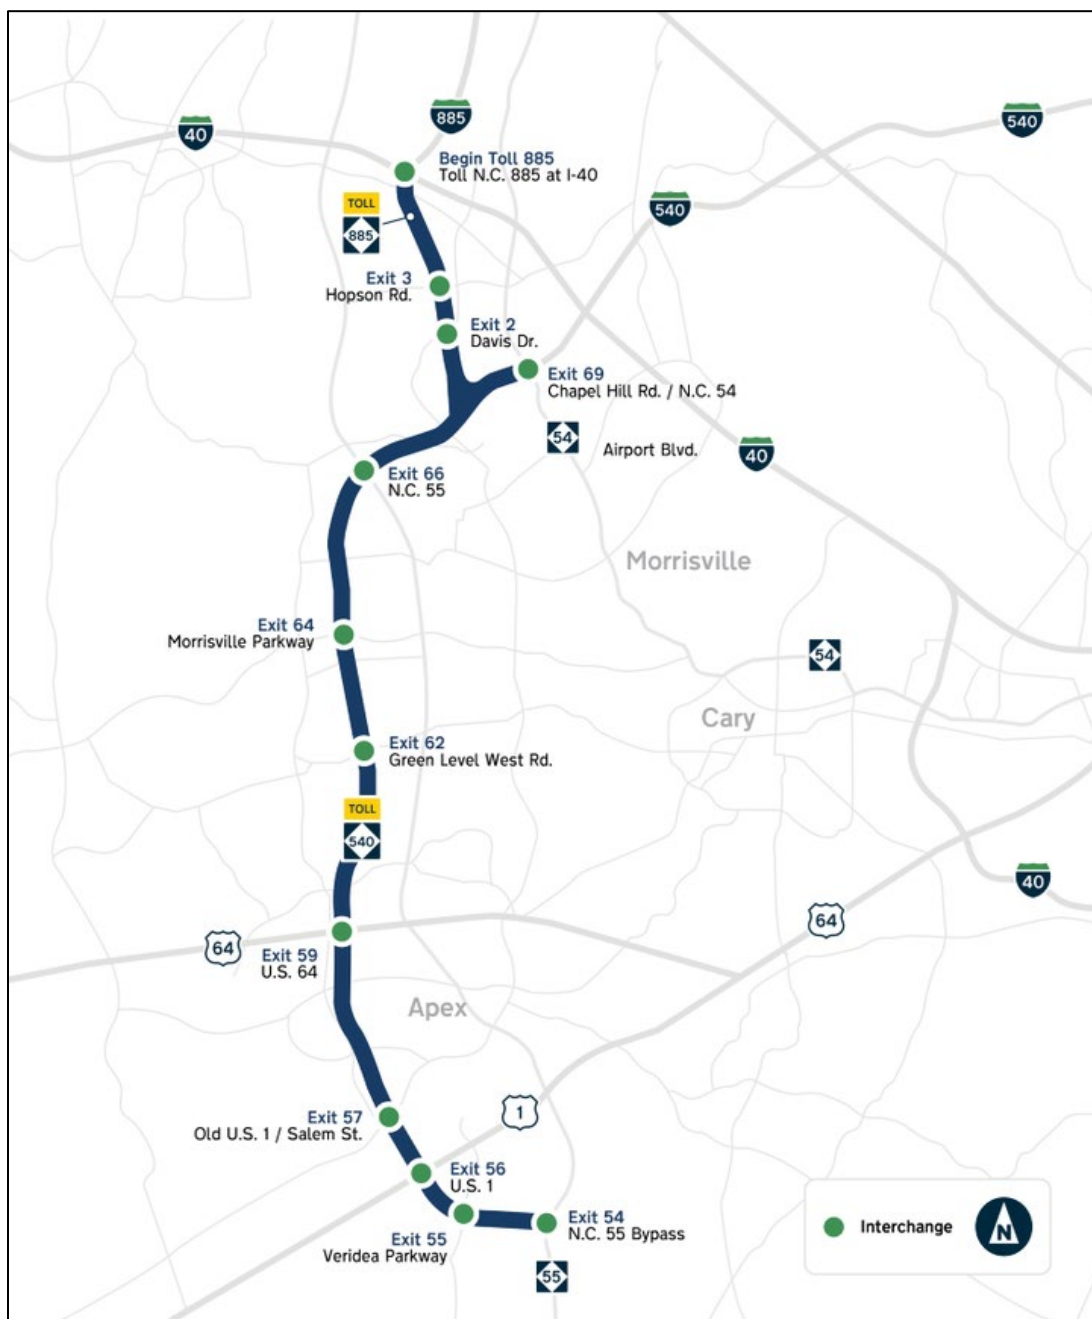 885
40
540
Begin Toll 885
Toll N.C. 885 at I-40
TOLL
885
540
Exit 3
Hopson Rd.
Exit 2
Davis Dr.
Exit 69
Chapel Hill Rd. / N.C. 54
54
Airport Blvd.
40
Exit 66
N.C. 55
Morrisville
Exit 64
Morrisville Parkway
54
Cary
Exit 62
Green Level West Rd.
TOLL
540
40
64
64
Exit 59
U.S. 64
Apex
1
Exit 57
Old U.S. 1 / Salem St.
Exit 56
U.S. 1
Exit 55
Veridea Parkway
Exit 54
N.C. 55 Bypass
55
Interchange
N